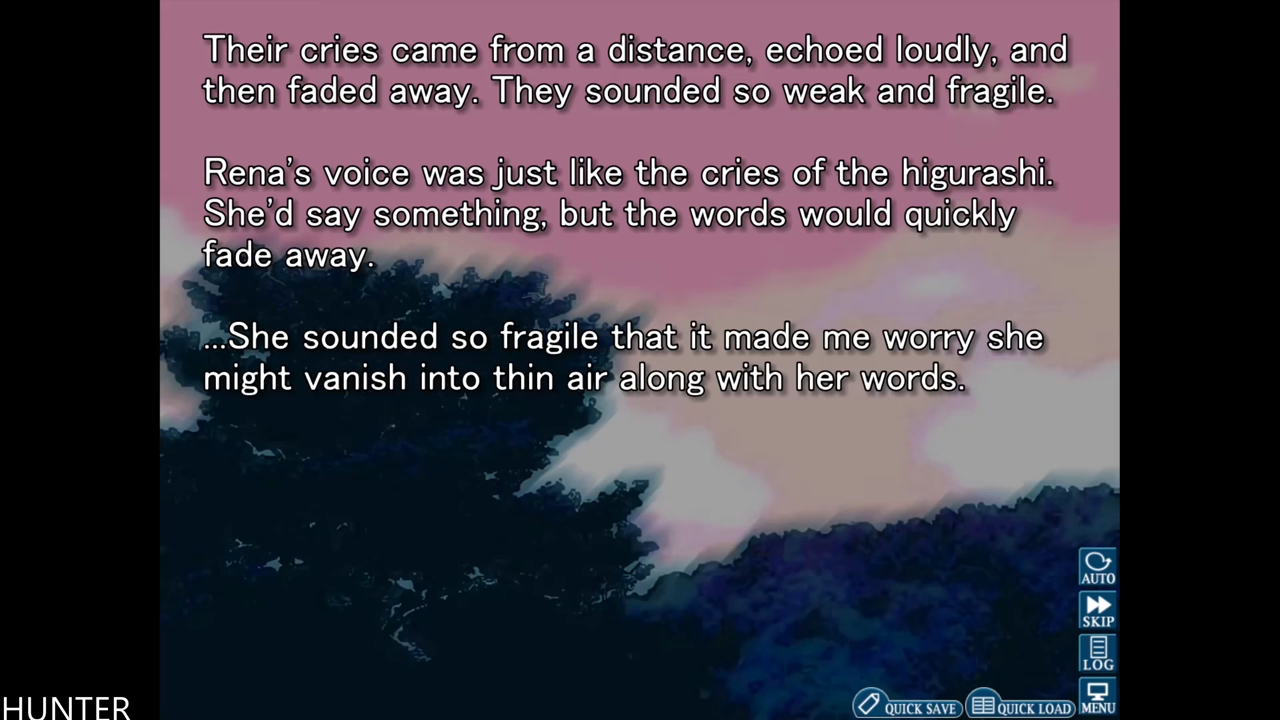 Their cries came from a distance, echoed loudly, and
then faded away. They sounded so weak and fragile.
Rena's voice was just like the cries of the higurashi.
She'd say something, but the words would quickly
fade away.
...She sounded so fragile that it made me worry she
might vanish into thin air along with her words.
AUTO
SKIP
LOG
MENU
QUICK SAVE
QUICK LOAD
HUNTER